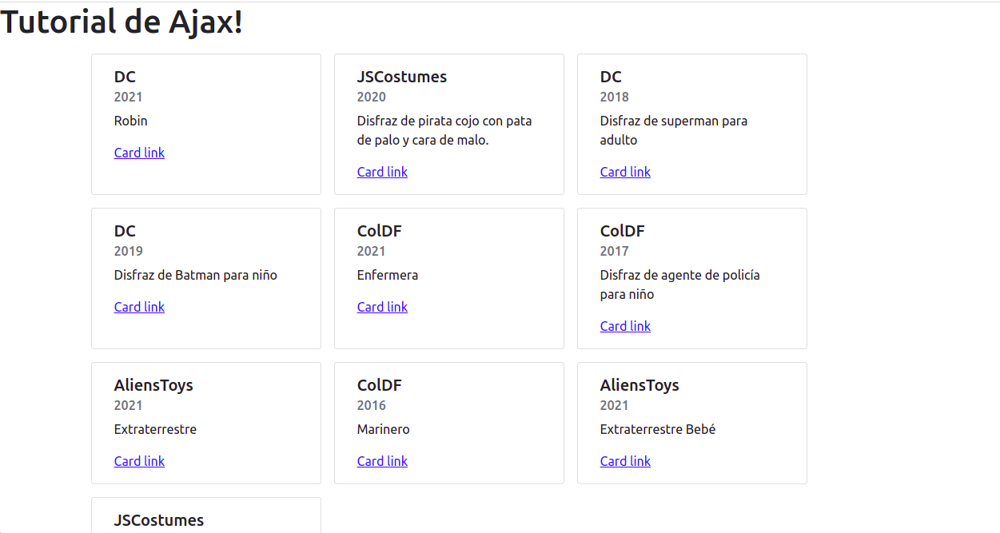 Tutorial de Ajax!
DC
2021
Robin
Card link
JSCostumes
2020
Disfraz de pirata cojo con pata
de palo y cara de malo.
Card link
DC
2018
Disfraz de superman para
adulto
Card link
DC
2019
Disfraz de Batman para niño
Card link
ColDF
2021
Enfermera
Card link
ColDF
2017
Disfraz de agente de policía
para niño
Card link
AliensToys
2021
Extraterrestre
Card link
ColDF
2016
Marinero
Card link
AliensToys
2021
Extraterrestre Bebé
Card link
JSCostumes